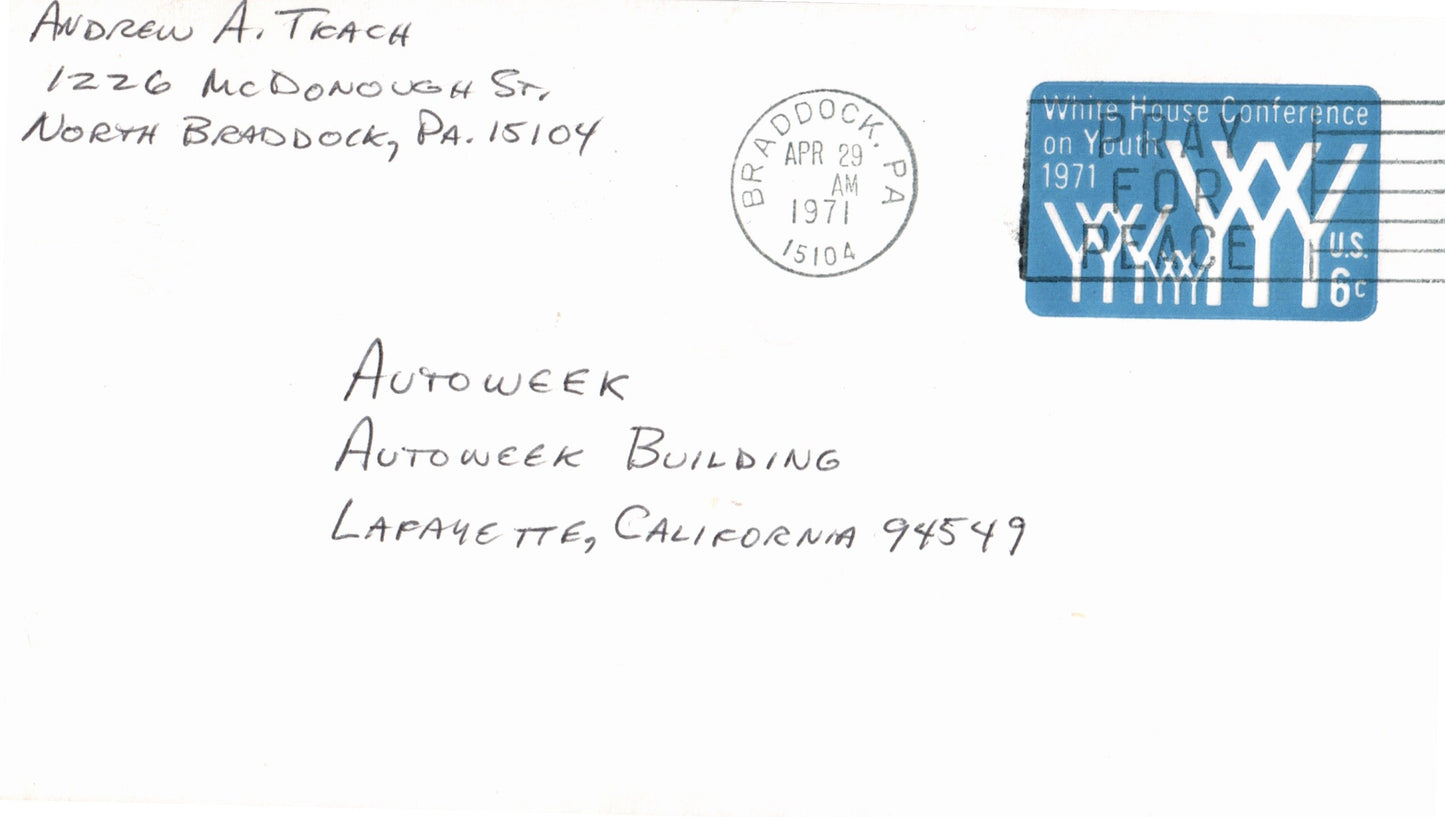 ANDREW A. TKACH
1226 McDONOUGH ST.
NORTH BRADDOCK, PA. 15104
BRADDOCK, PA
APR 29
AM
1971
15104
White House Conference
on Youth
1971
U.S.
6c
PRAY
FOR
PEACE
AUTOWEEK
AUTOWEEK BUILDING
LAFAYETTE, CALIFORNIA 94549